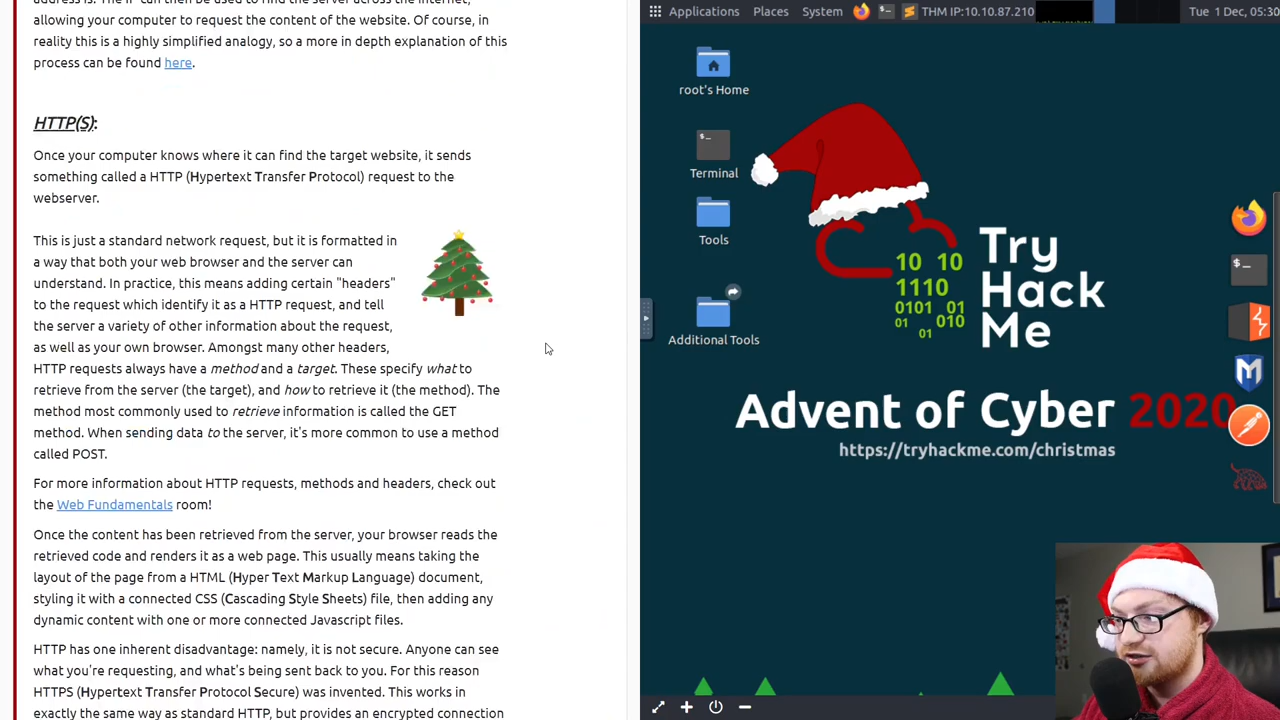 address is. The IP can then be used to find the server across the internet,
allowing your computer to request the content of the website. Of course, in
reality this is a highly simplified analogy, so a more in depth explanation of this
process can be found here.
HTTP(S):
Once your computer knows where it can find the target website, it sends
something called a HTTP (Hypertext Transfer Protocol) request to the
webserver.
This is just a standard network request, but it is formatted in
a way that both your web browser and the server can
understand. In practice, this means adding certain "headers"
to the request which identify it as a HTTP request, and tell
the server a variety of other information about the request,
as well as your own browser. Amongst many other headers,
HTTP requests always have a method and a target. These specify what to
retrieve from the server (the target), and how to retrieve it (the method). The
method most commonly used to retrieve information is called the GET
method. When sending data to the server, it's more common to use a method
called POST.
For more information about HTTP requests, methods and headers, check out
the Web Fundamentals room!
Once the content has been retrieved from the server, your browser reads the
retrieved code and renders it as a web page. This usually means taking the
layout of the page from a HTML (Hyper Text Markup Language) document,
styling it with a connected CSS (Cascading Style Sheets) file, then adding any
dynamic content with one or more connected Javascript files.
HTTP has one inherent disadvantage: namely, it is not secure. Anyone can see
what you're requesting, and what's being sent back to you. For this reason
HTTPS (Hypertext Transfer Protocol Secure) was invented. This works in
exactly the same way as standard HTTP, but provides an encrypted connection
Applications Places System THM IP:10.10.87.210 Tue 1 Dec, 05:30
root's Home
Terminal
Tools
Additional Tools
10 10
1110
0101 01
01 010
01
Try
Hack
Me
Advent of Cyber 2020
https://tryhackme.com/christmas